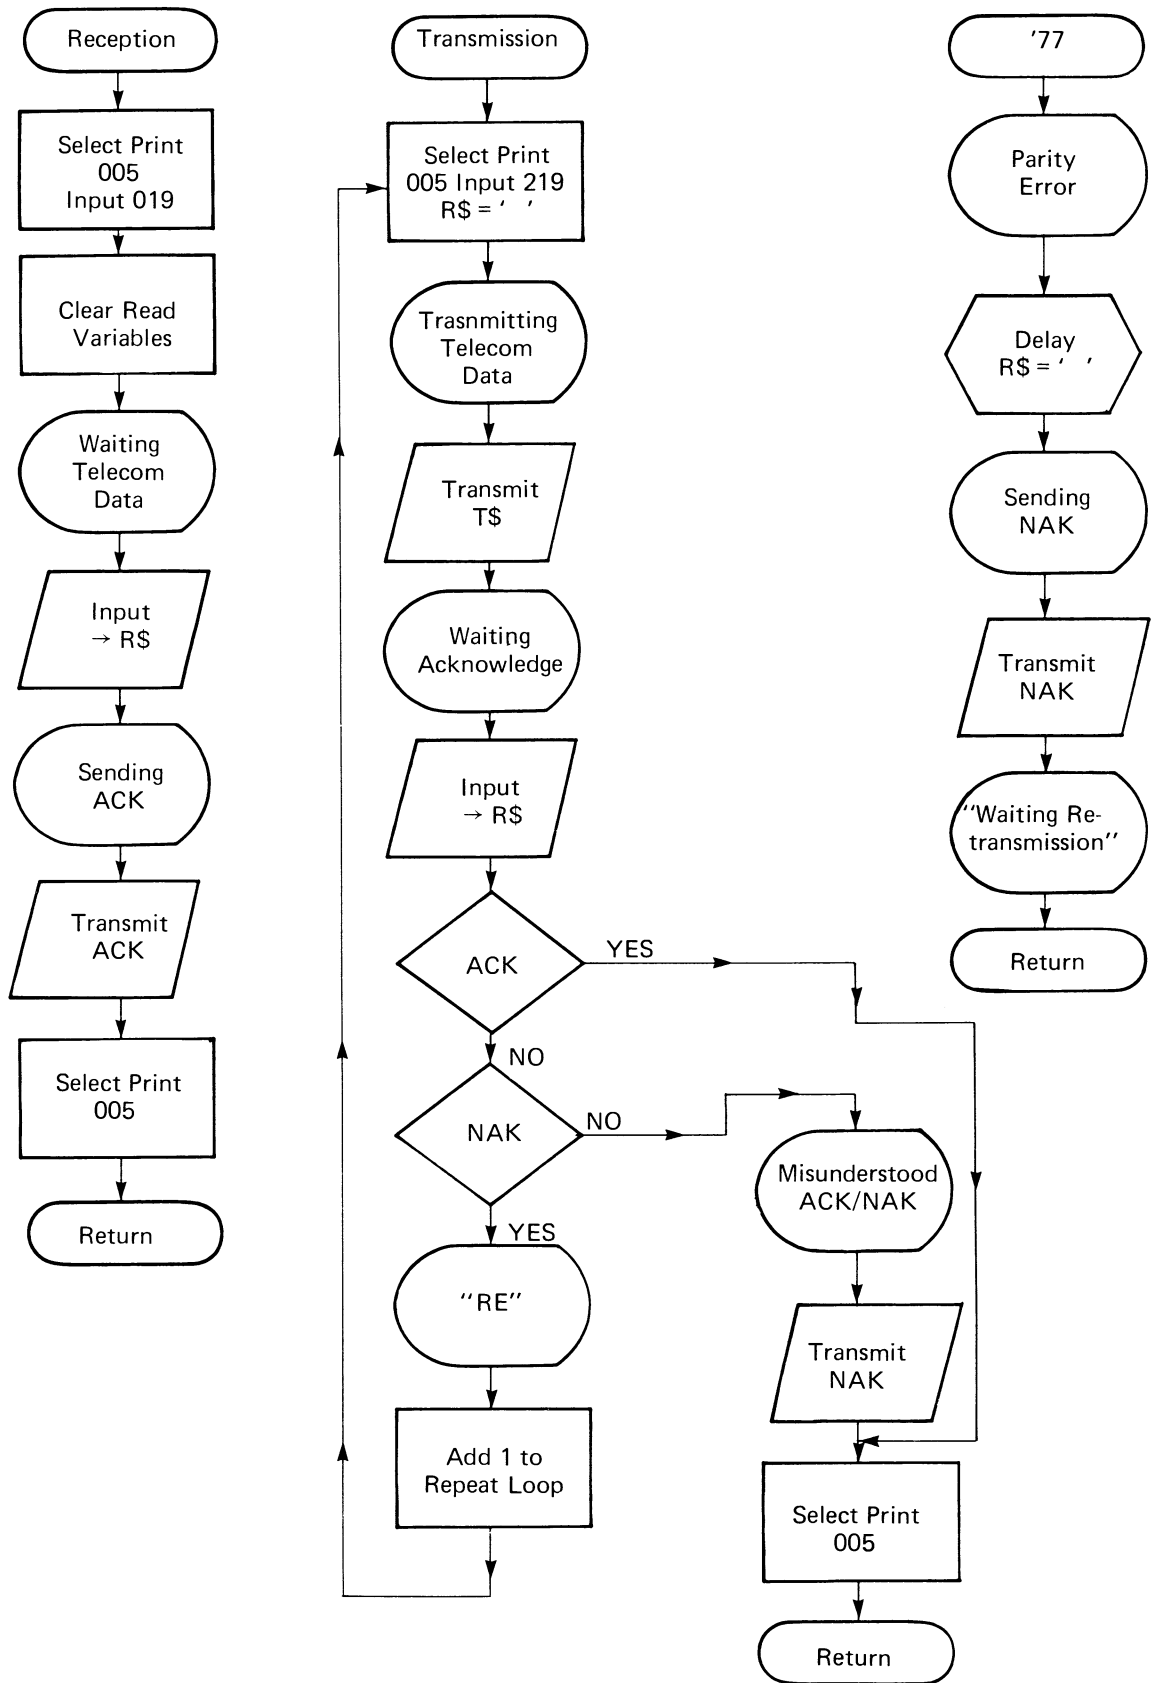 Reception
Select Print
005
Input 019
Clear Read
Variables
Waiting
Telecom
Data
Input
→ R$
Sending
ACK
Transmit
ACK
Select Print
005
Return
Transmission
Select Print
005 Input 219
R$ = ‘   ’
Trasnmitting
Telecom
Data
Transmit
T$
Waiting
Acknowledge
Input
→ R$
ACK
YES
NO
NAK
NO
YES
“RE”
Add 1 to
Repeat Loop
Misunderstood
ACK/NAK
Transmit
NAK
Select Print
005
Return
’77
Parity
Error
Delay
R$ = ‘   ’
Sending
NAK
Transmit
NAK
“Waiting Re-
transmission”
Return